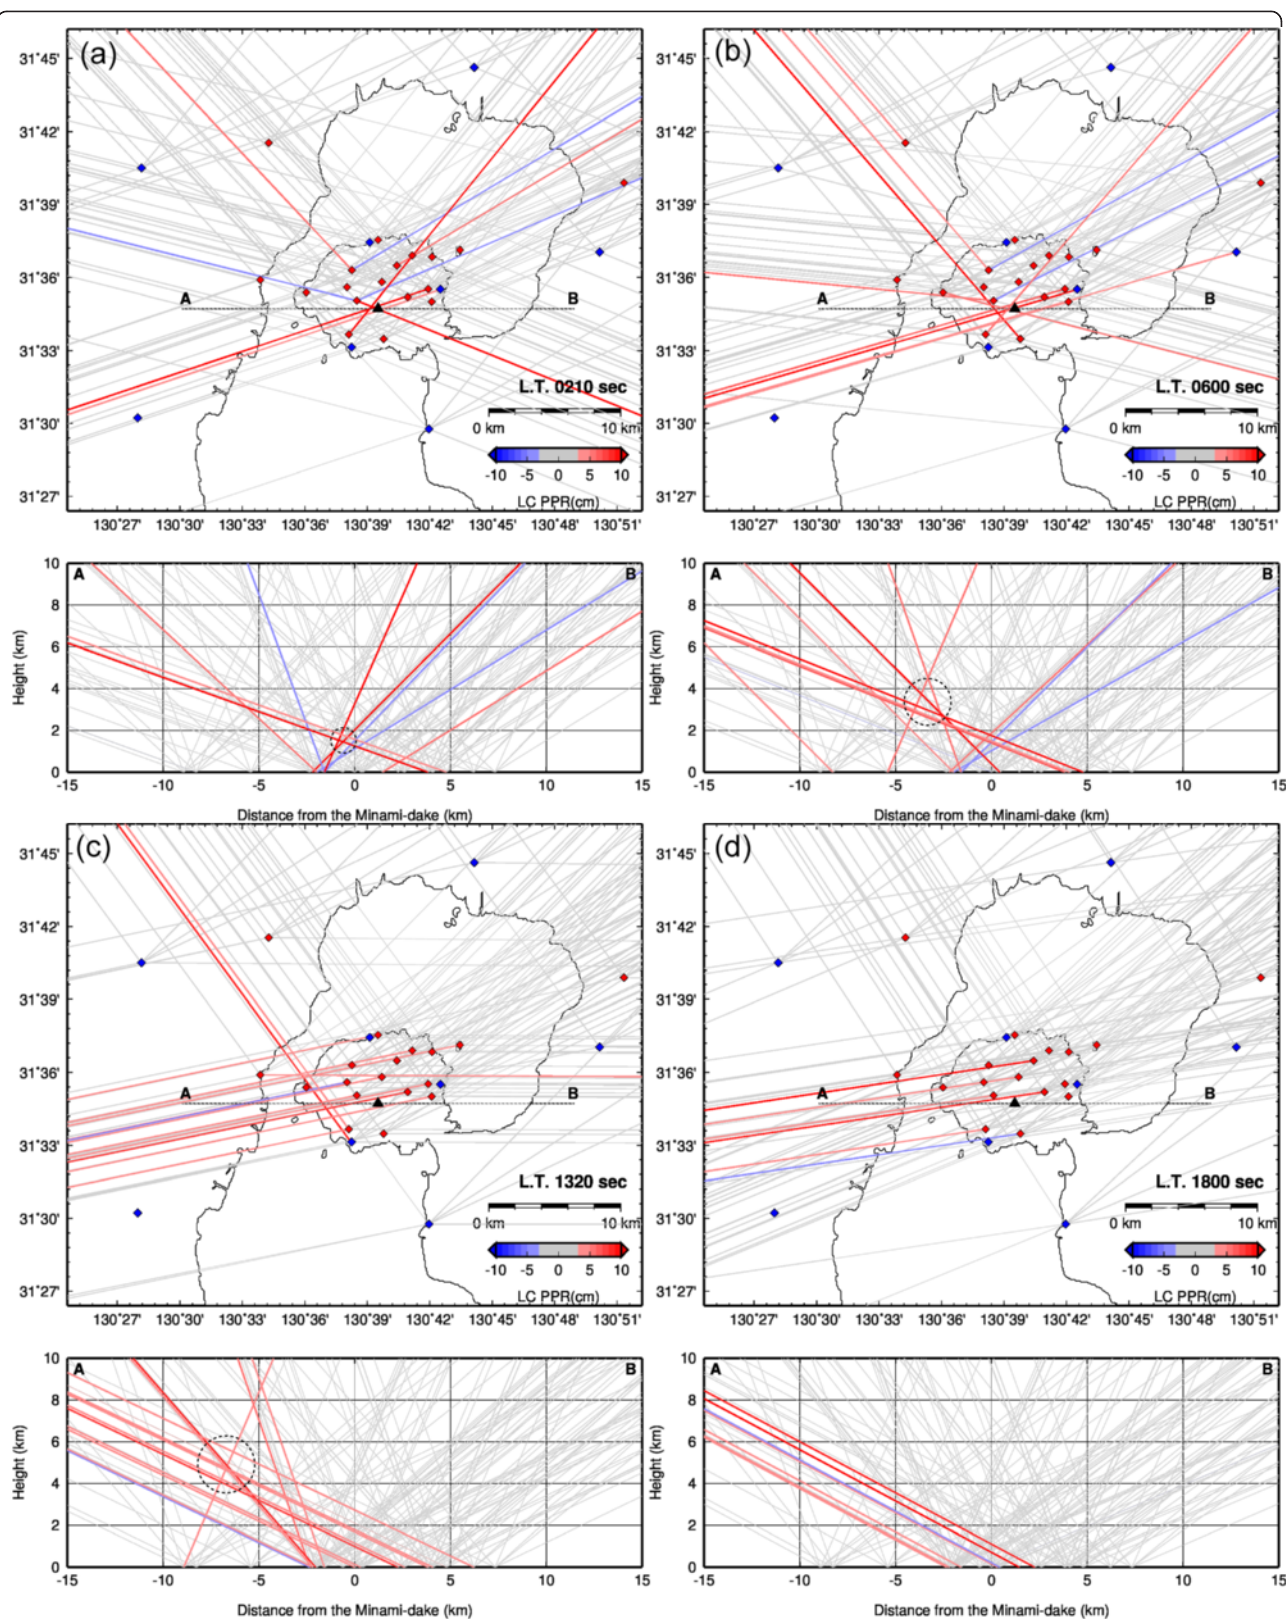 (a)
31°45'
31°42'
31°39'
31°36'
31°33'
31°30'
31°27'
A
B
L.T. 0210 sec
0 km 10 km
-10 -5 0 5 10
LC PPR(cm)
130°27' 130°30' 130°33' 130°36' 130°39' 130°42' 130°45' 130°48' 130°51'
(b)
31°45'
31°42'
31°39'
31°36'
31°33'
31°30'
31°27'
A
B
L.T. 0600 sec
0 km 10 km
-10 -5 0 5 10
LC PPR(cm)
130°27' 130°30' 130°33' 130°36' 130°39' 130°42' 130°45' 130°48' 130°51'
A B
10
8
6
4
2
0
Height (km)
-15 -10 -5 0 5 10 15
Distance from the Minami-dake (km)
A B
10
8
6
4
2
0
Height (km)
-15 -10 -5 0 5 10 15
Distance from the Minami-dake (km)
(c)
31°45'
31°42'
31°39'
31°36'
31°33'
31°30'
31°27'
A
B
L.T. 1320 sec
0 km 10 km
-10 -5 0 5 10
LC PPR(cm)
130°27' 130°30' 130°33' 130°36' 130°39' 130°42' 130°45' 130°48' 130°51'
(d)
31°45'
31°42'
31°39'
31°36'
31°33'
31°30'
31°27'
A
B
L.T. 1800 sec
0 km 10 km
-10 -5 0 5 10
LC PPR(cm)
130°27' 130°30' 130°33' 130°36' 130°39' 130°42' 130°45' 130°48' 130°51'
A B
10
8
6
4
2
0
Height (km)
-15 -10 -5 0 5 10 15
Distance from the Minami-dake (km)
A B
10
8
6
4
2
0
Height (km)
-15 -10 -5 0 5 10 15
Distance from the Minami-dake (km)